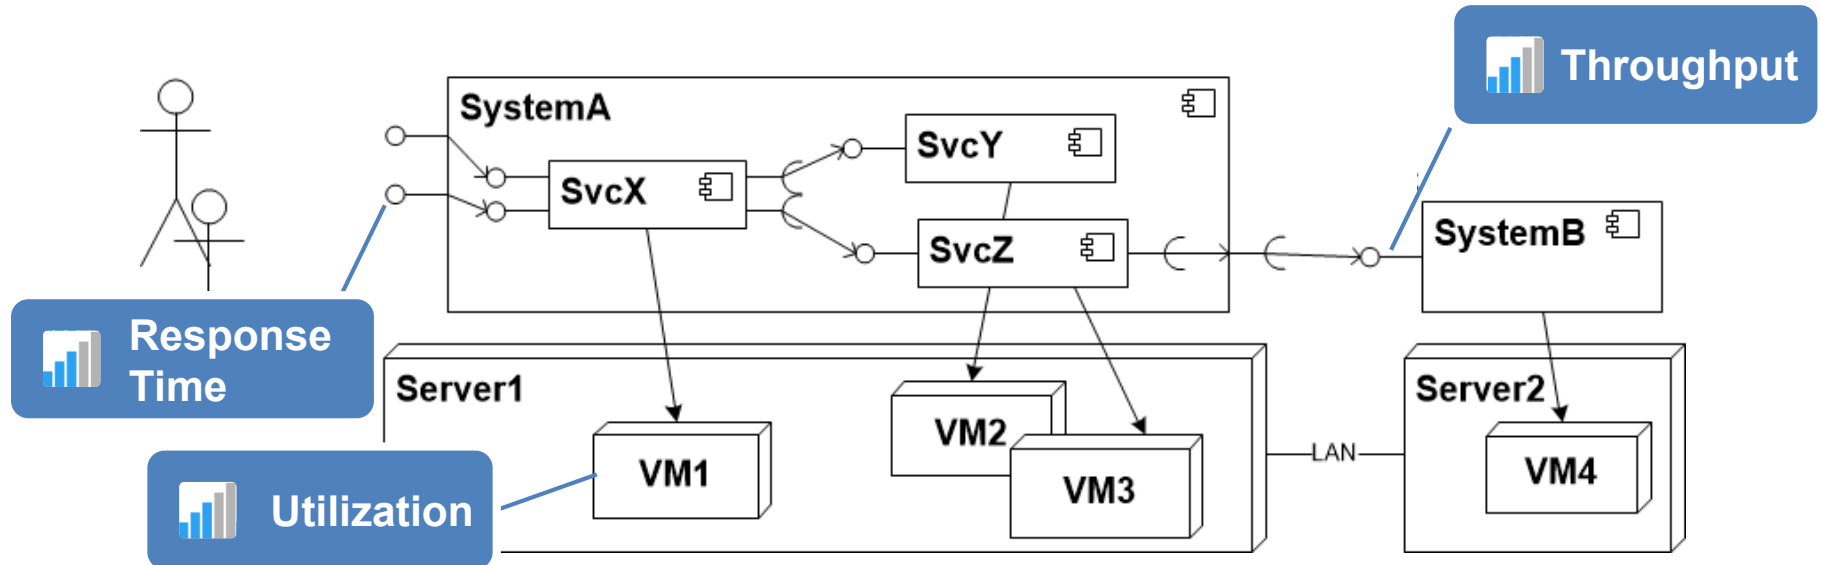 Throughput
SystemA
SvcY
SvcX
SvcZ
SystemB
Response
Time
Server1
Server2
VM2
VM1
VM3
LAN
VM4
Utilization